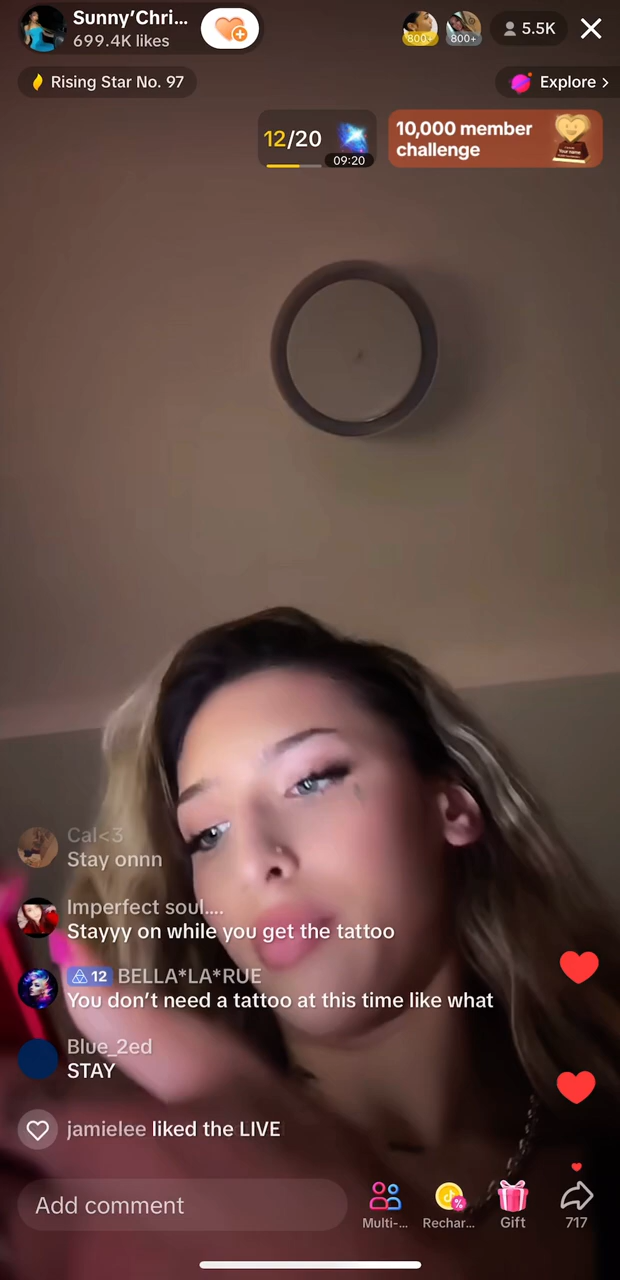 Sunny’Chri...
699.4K likes
800+
800+
5.5K
Rising Star No. 97
Explore
12/20
09:20
10,000 member
challenge
Cal<3
Stay onnn
Imperfect soul....
Stayyy on while you get the tattoo
12 BELLA*LA*RUE
You don’t need a tattoo at this time like what
Blue_2ed
STAY
jamielee liked the LIVE
Add comment
Multi-...
Rechar...
Gift
717